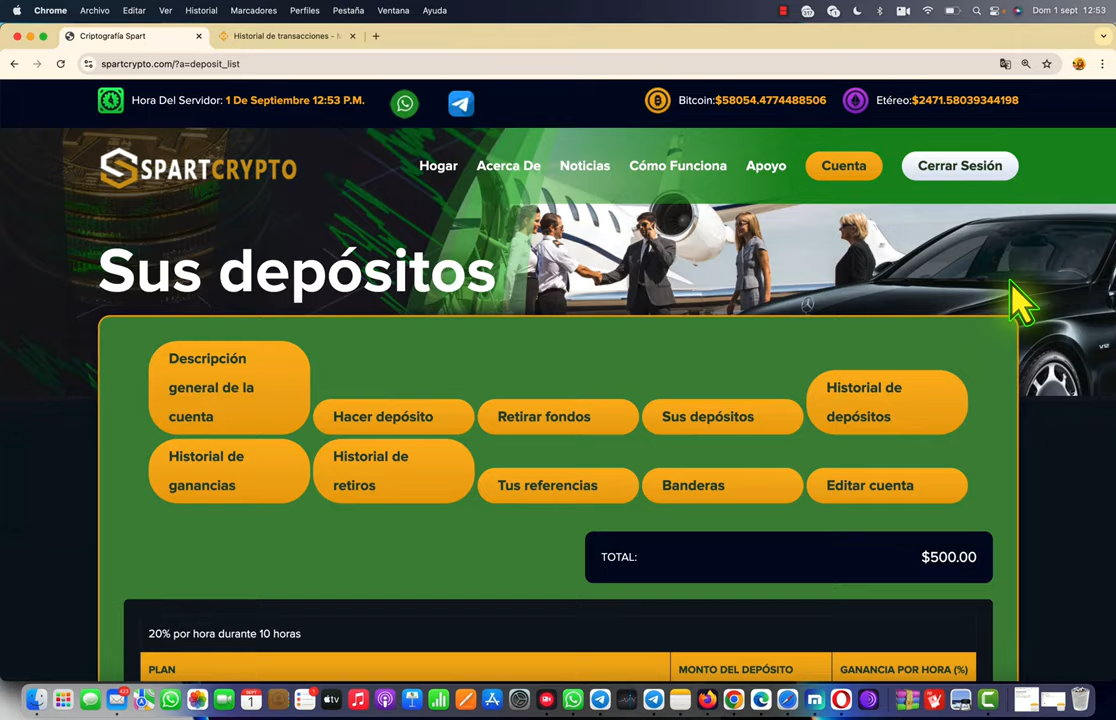 Chrome Archivo Editar Ver Historial Marcadores Perfiles Pestaña Ventana Ayuda Dom 1 sept 12:53
Criptografía Spart Historial de transacciones -
spartcrypto.com/?a=deposit_list
Hora Del Servidor: 1 De Septiembre 12:53 P.M. Bitcoin:$58054.4774488506 Etéreo:$2471.58039344198
SPARTCRYPTO Hogar Acerca De Noticias Cómo Funciona Apoyo Cuenta Cerrar Sesión
Sus depósitos
Descripción
general de la
cuenta
Hacer depósito
Retirar fondos
Sus depósitos
Historial de
depósitos
Historial de
ganancias
Historial de
retiros
Tus referencias
Banderas
Editar cuenta
TOTAL: $500.00
20% por hora durante 10 horas
PLAN MONTO DEL DEPÓSITO GANANCIA POR HORA (%)